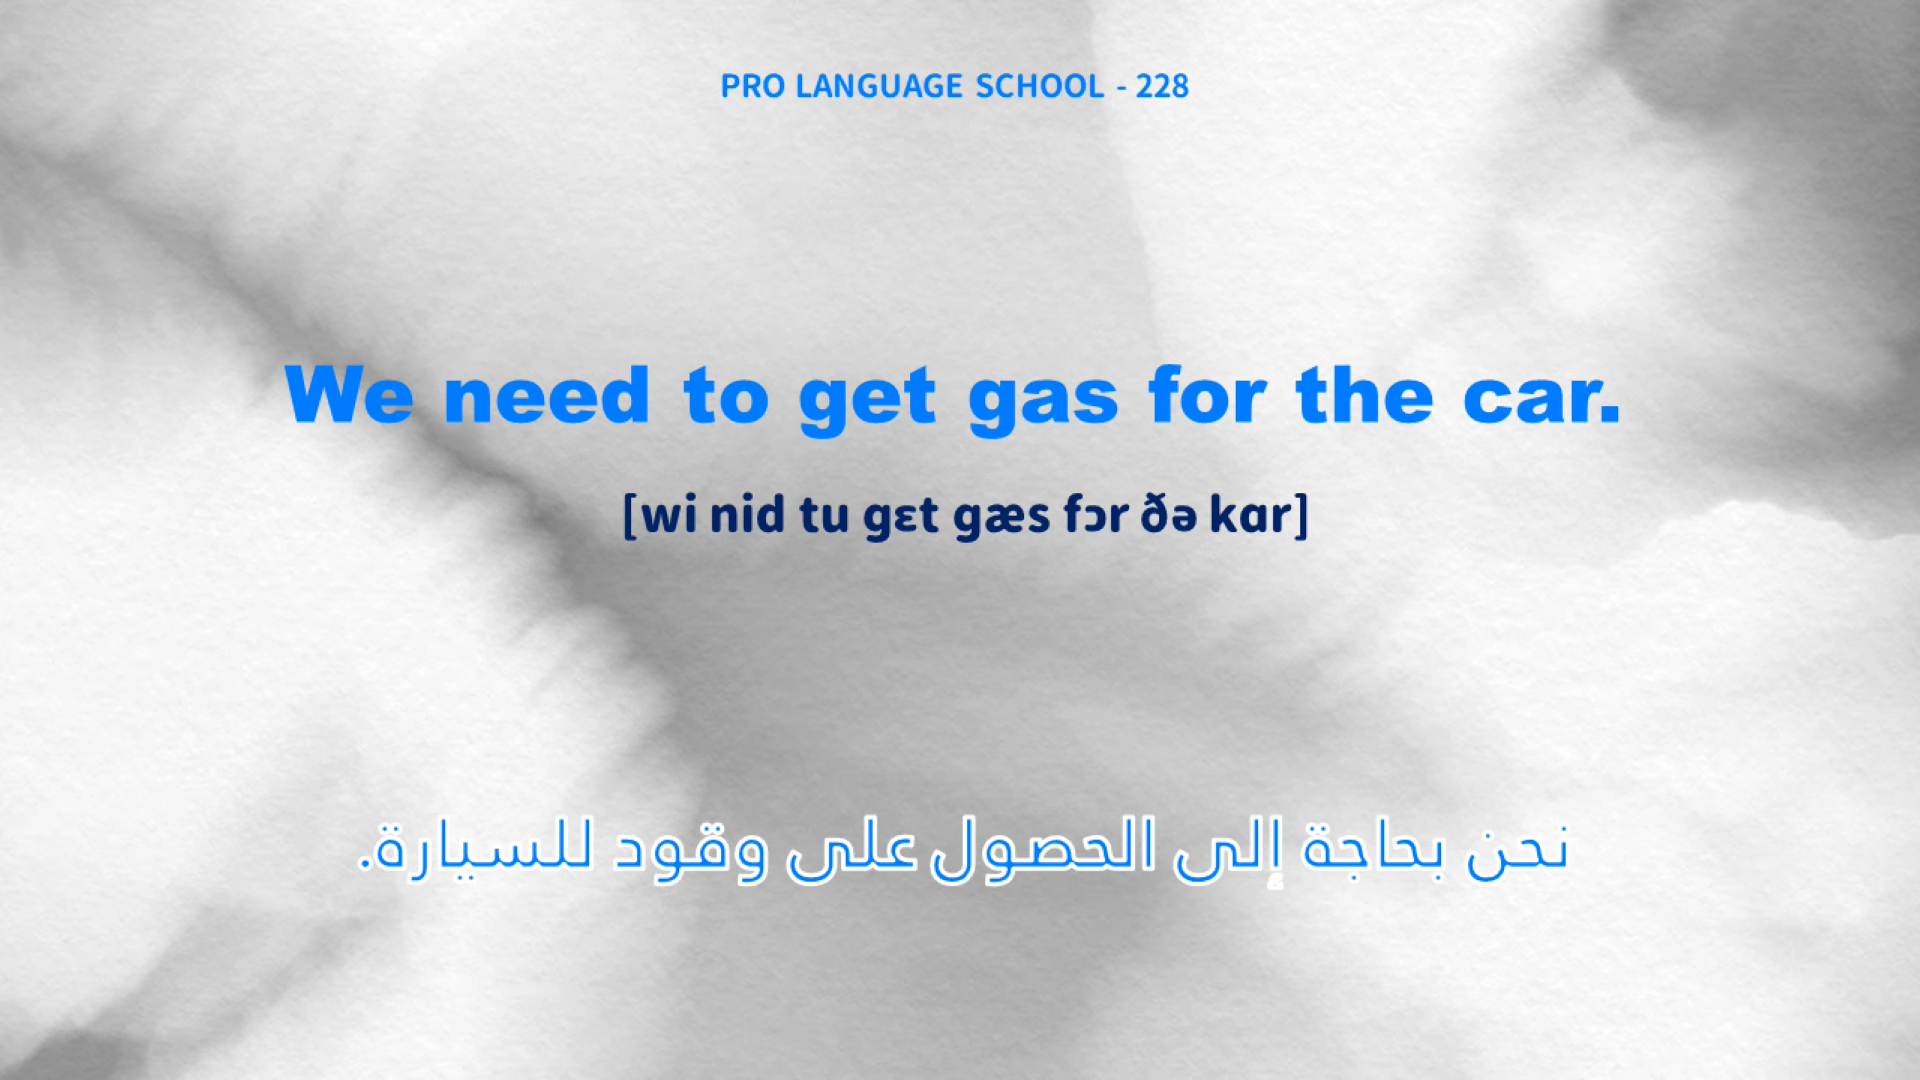 PRO LANGUAGE SCHOOL - 228
We need to get gas for the car.
[wi nid tu gɛt gæs fɔr ðə kɑr]
نحن بحاجة إلى الحصول على وقود للسيارة.